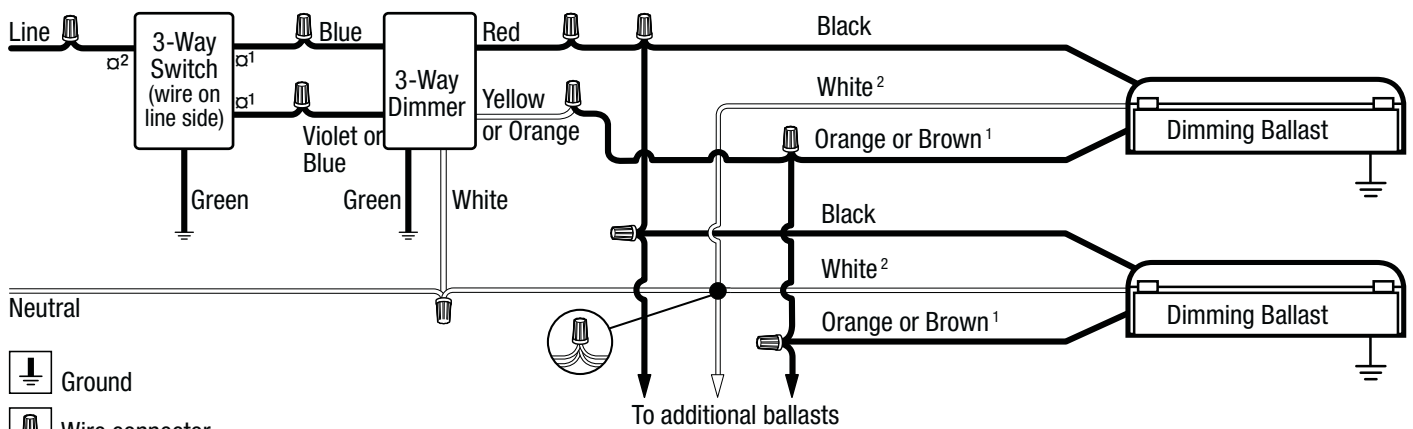 Line
3-Way
Switch
(wire on
line side)
¤²
¤¹
¤¹
Blue
Violet or
Blue
3-Way
Dimmer
Red
Yellow
or Orange
Green
Green
White
Neutral
Black
White ²
Orange or Brown ¹
Dimming Ballast
Black
White ²
Orange or Brown ¹
Dimming Ballast
To additional ballasts
Ground
Wire connector